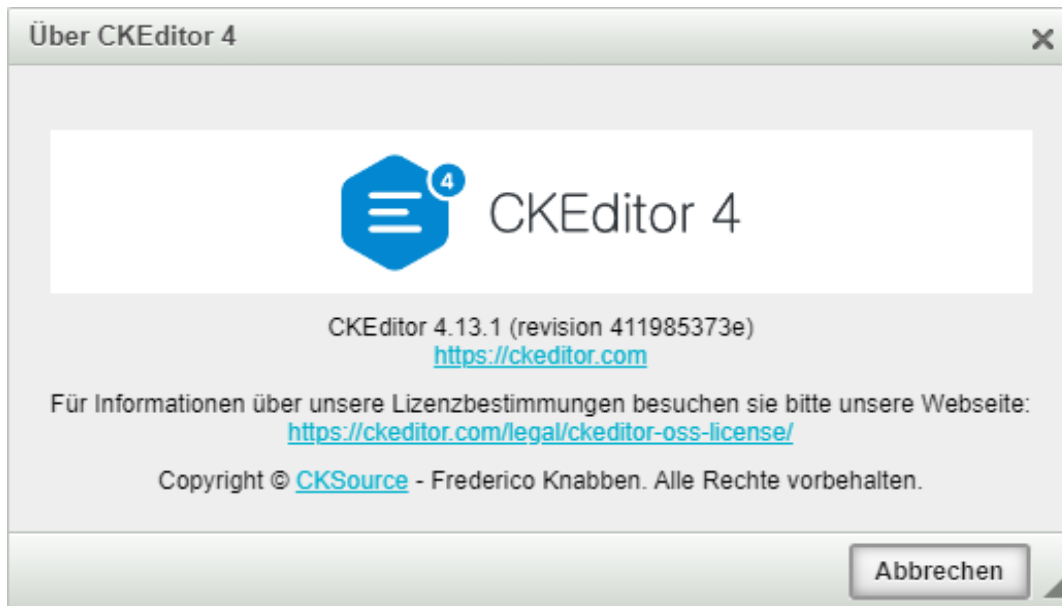 Über CKEditor 4
4
CKEditor 4
CKEditor 4.13.1 (revision 411985373e)
https://ckeditor.com
Für Informationen über unsere Lizenzbestimmungen besuchen sie bitte unsere Webseite:
https://ckeditor.com/legal/ckeditor-oss-license/
Copyright © CKSource - Frederico Knabben. Alle Rechte vorbehalten.
Abbrechen